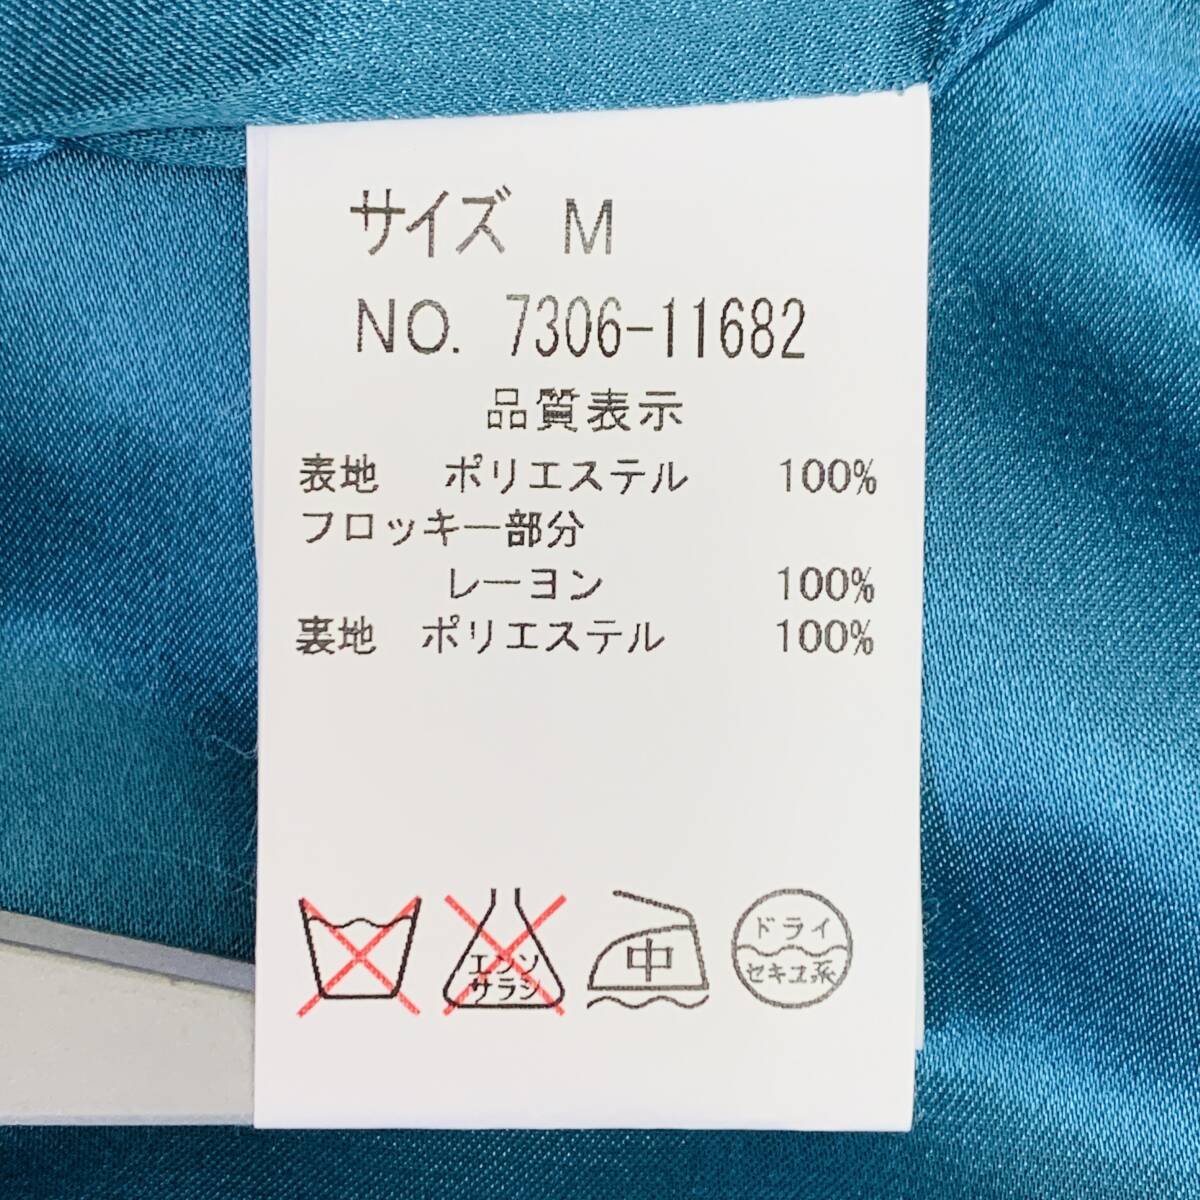 サイズ M
NO. 7306-11682
品質表示
表地 ポリエステル 100%
フロッキー部分
レーヨン 100%
裏地 ポリエステル 100%
エンソ
サラシ
中
ドライ
セキユ系